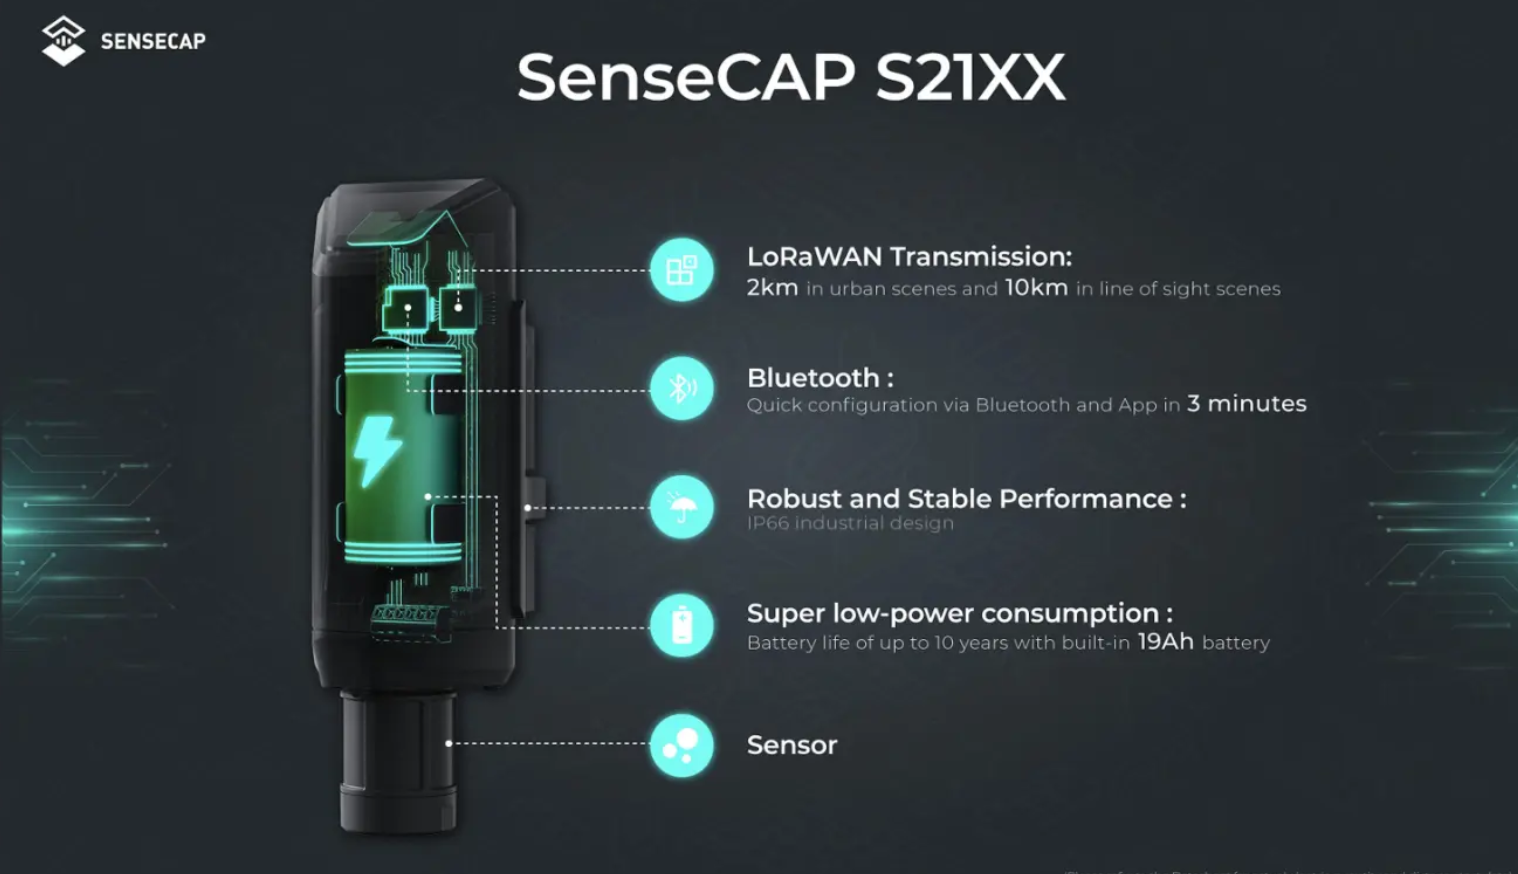 SENSECAP
SenseCAP S21XX
LoRaWAN Transmission:
2km in urban scenes and 10km in line of sight scenes
Bluetooth :
Quick configuration via Bluetooth and App in 3 minutes
Robust and Stable Performance :
IP66 industrial design
Super low-power consumption :
Battery life of up to 10 years with built-in 19Ah battery
Sensor